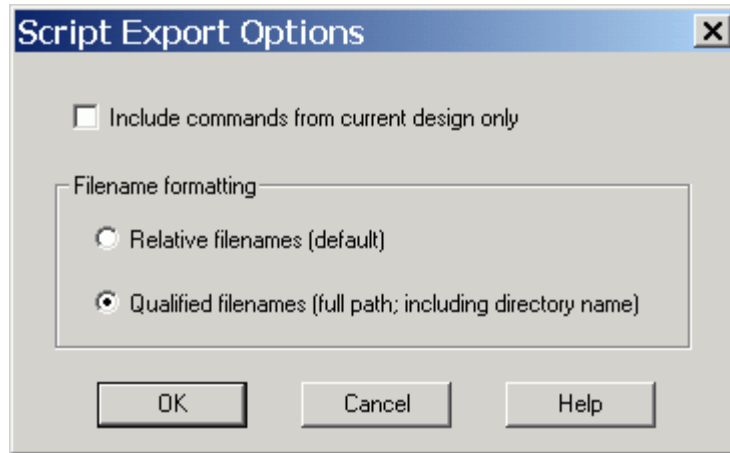 Script Export Options
Include commands from current design only
Filename formatting
Relative filenames (default)
Qualified filenames (full path; including directory name)
OK Cancel Help